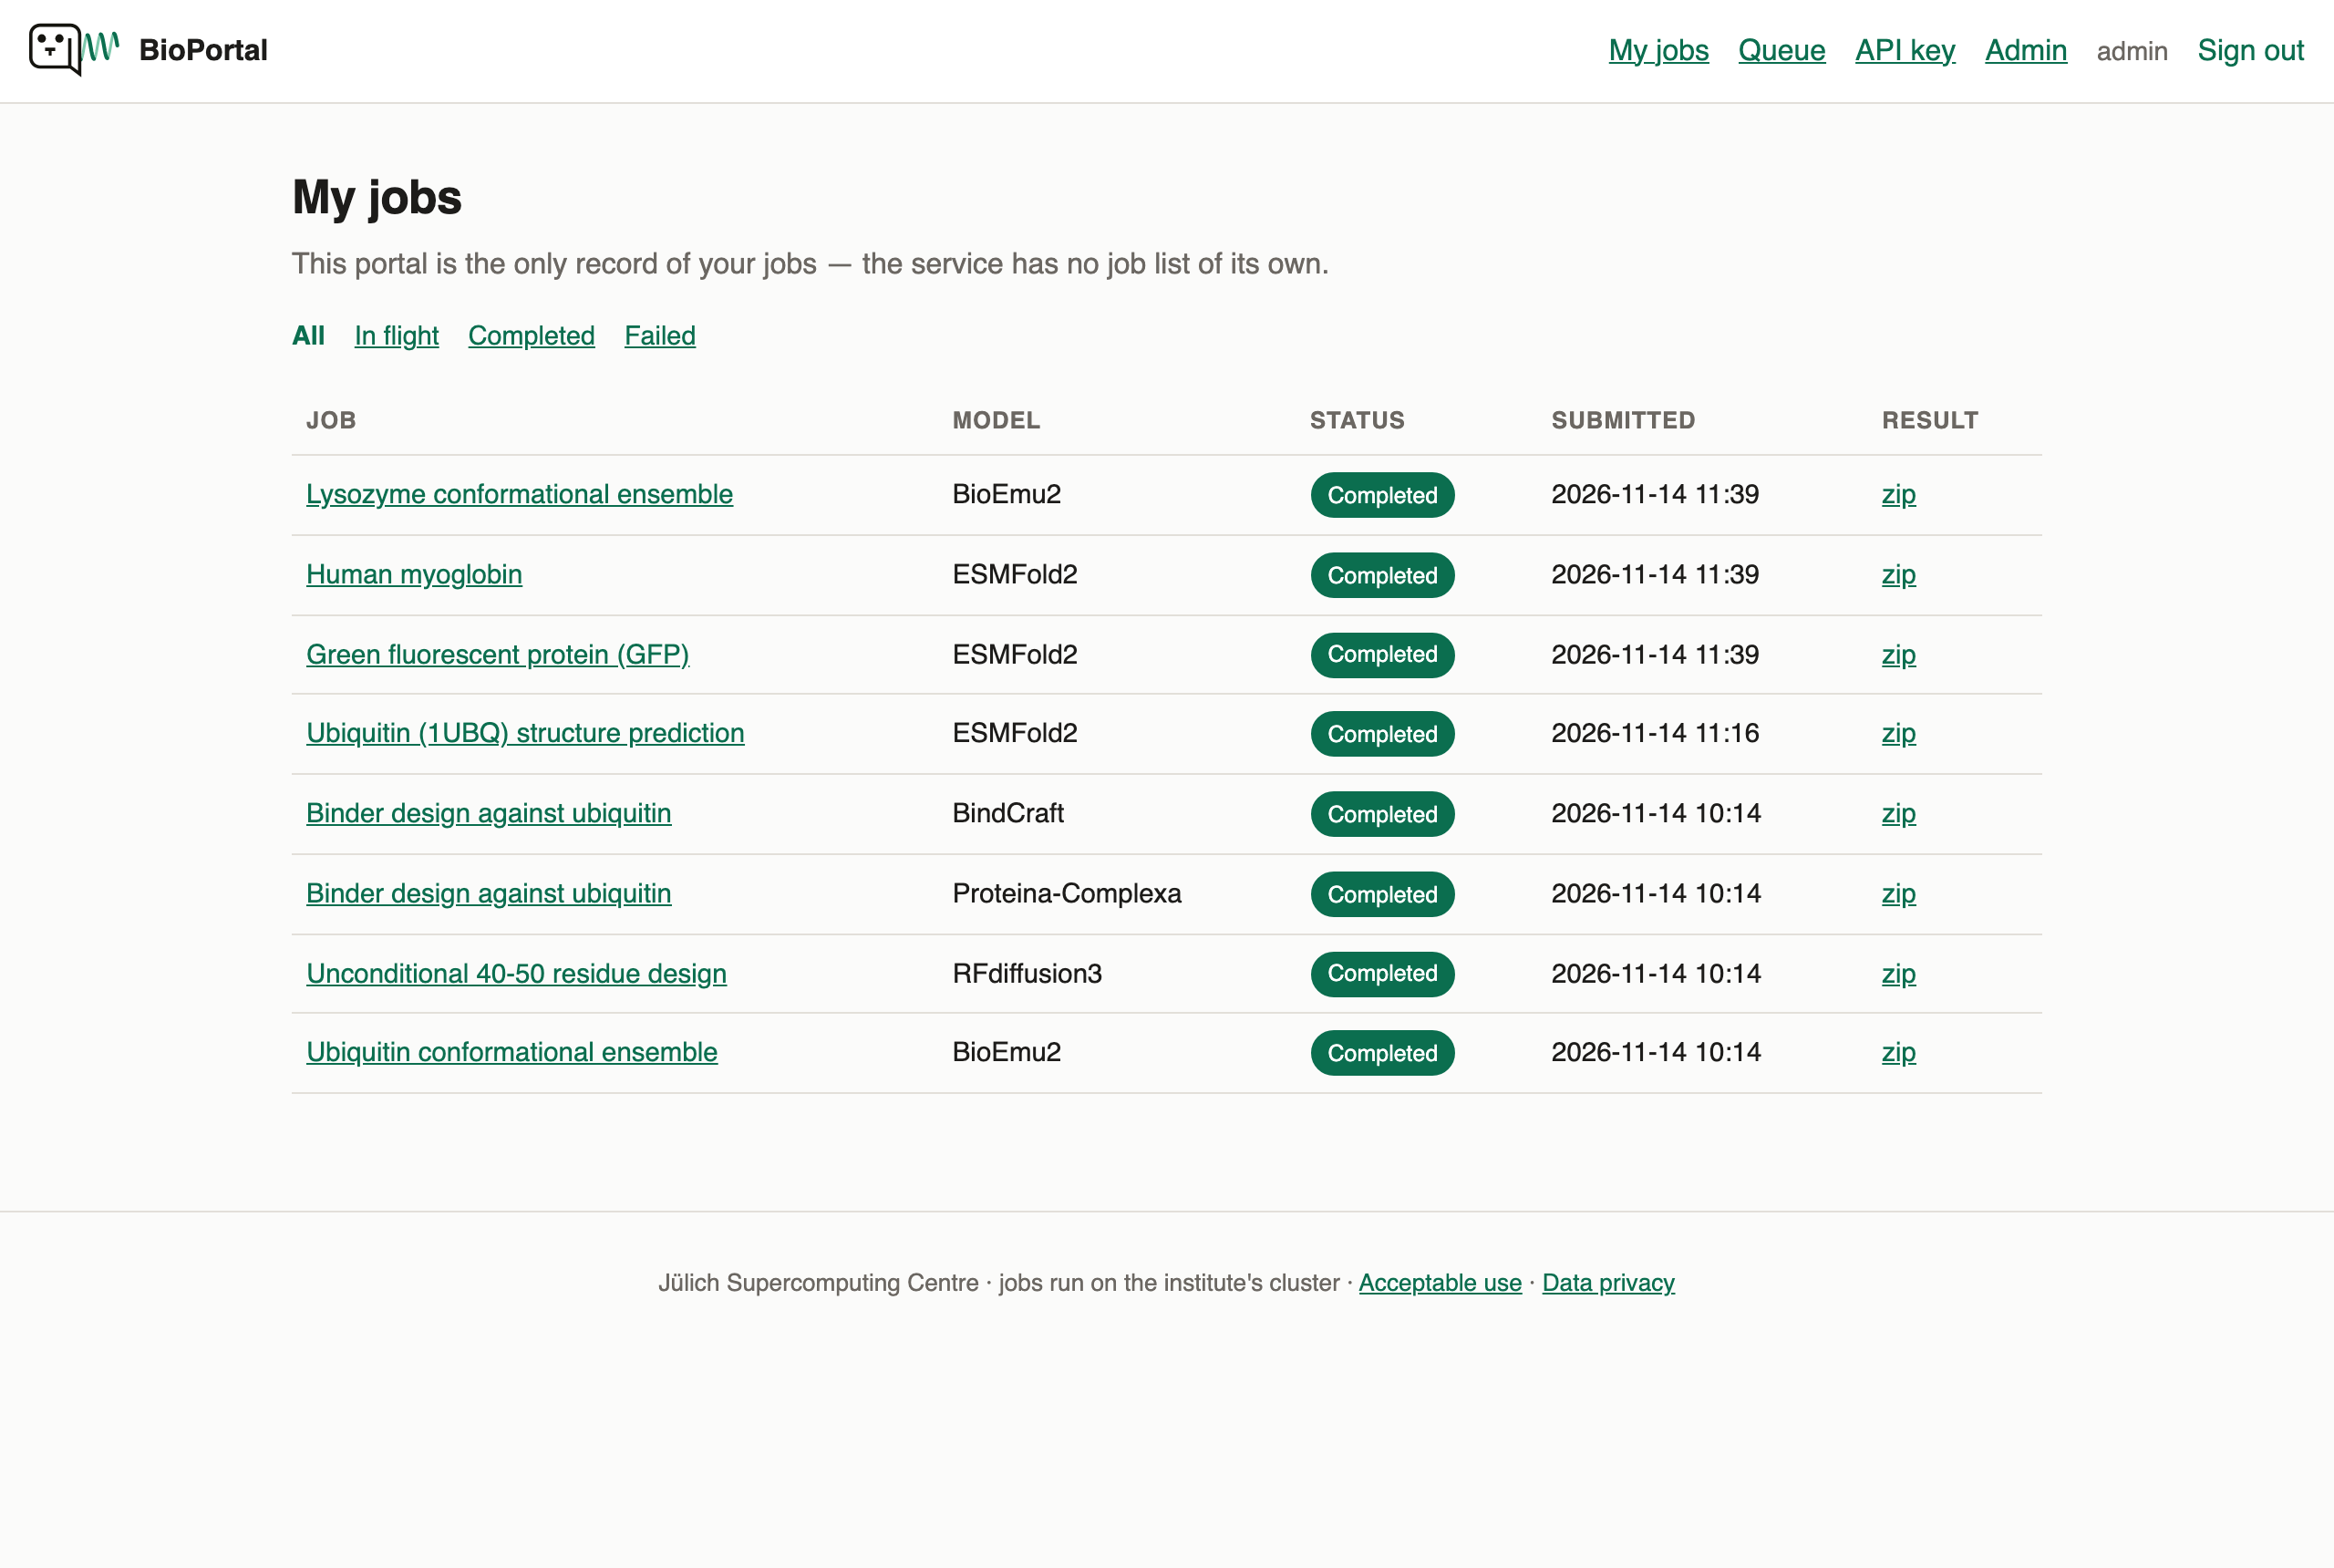 BioPortal
My jobs Queue API key Admin admin Sign out
My jobs
This portal is the only record of your jobs — the service has no job list of its own.
All In flight Completed Failed
JOB MODEL STATUS SUBMITTED RESULT
Lysozyme conformational ensemble BioEmu2 Completed 2026-11-14 11:39 zip
Human myoglobin ESMFold2 Completed 2026-11-14 11:39 zip
Green fluorescent protein (GFP) ESMFold2 Completed 2026-11-14 11:39 zip
Ubiquitin (1UBQ) structure prediction ESMFold2 Completed 2026-11-14 11:16 zip
Binder design against ubiquitin BindCraft Completed 2026-11-14 10:14 zip
Binder design against ubiquitin Proteina-Complexa Completed 2026-11-14 10:14 zip
Unconditional 40-50 residue design RFdiffusion3 Completed 2026-11-14 10:14 zip
Ubiquitin conformational ensemble BioEmu2 Completed 2026-11-14 10:14 zip
Jülich Supercomputing Centre · jobs run on the institute's cluster · Acceptable use · Data privacy